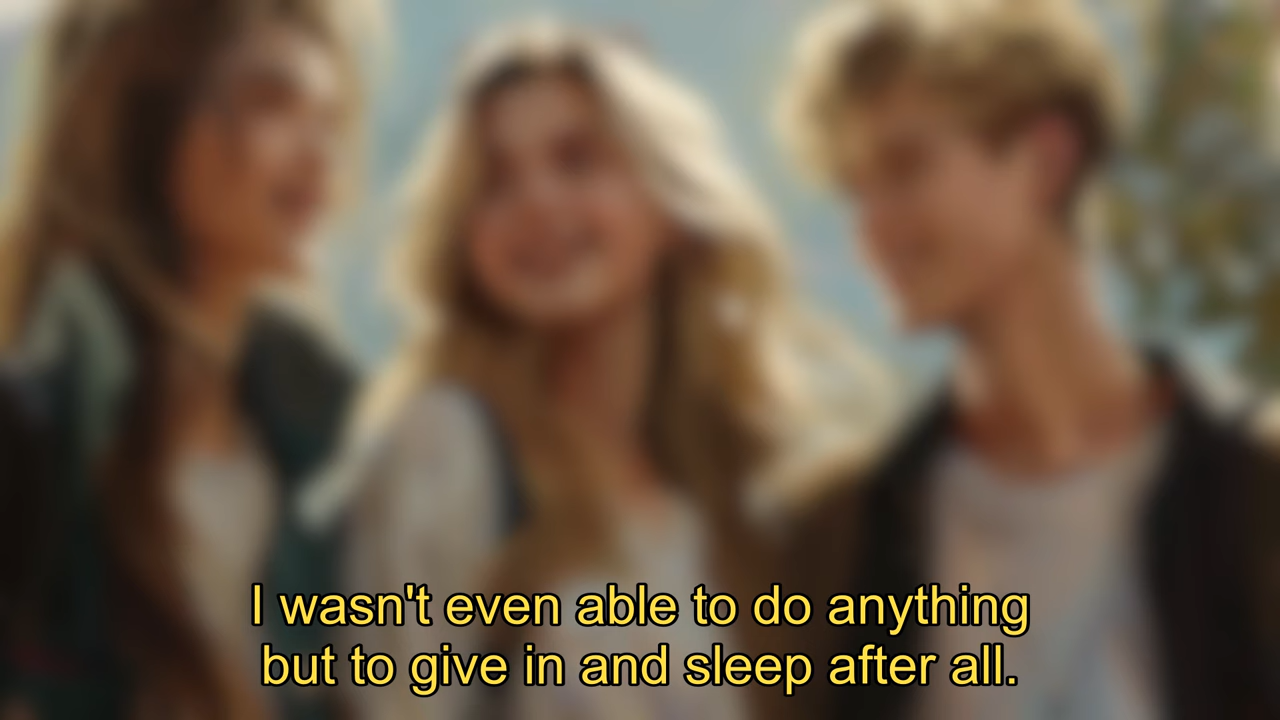 I wasn't even able to do anything
but to give in and sleep after all.